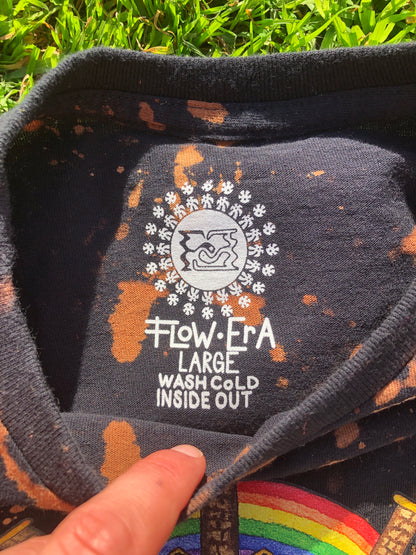 FLOW·ERA
LARGE
WASH COLD
INSIDE OUT